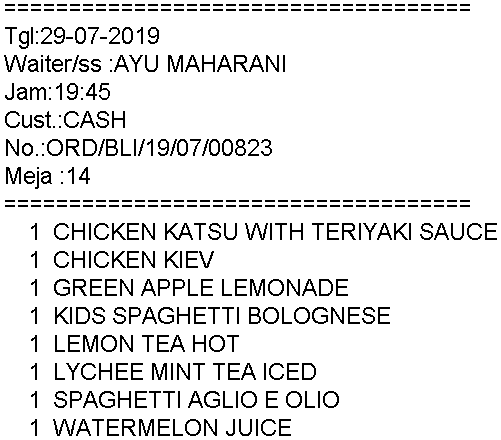 =====================================
Tgl:29-07-2019
Waiter/ss :AYU MAHARANI
Jam:19:45
Cust.:CASH
No.:ORD/BLI/19/07/00823
Meja :14
=====================================
1 CHICKEN KATSU WITH TERIYAKI SAUCE
1 CHICKEN KIEV
1 GREEN APPLE LEMONADE
1 KIDS SPAGHETTI BOLOGNESE
1 LEMON TEA HOT
1 LYCHEE MINT TEA ICED
1 SPAGHETTI AGLIO E OLIO
1 WATERMELON JUICE